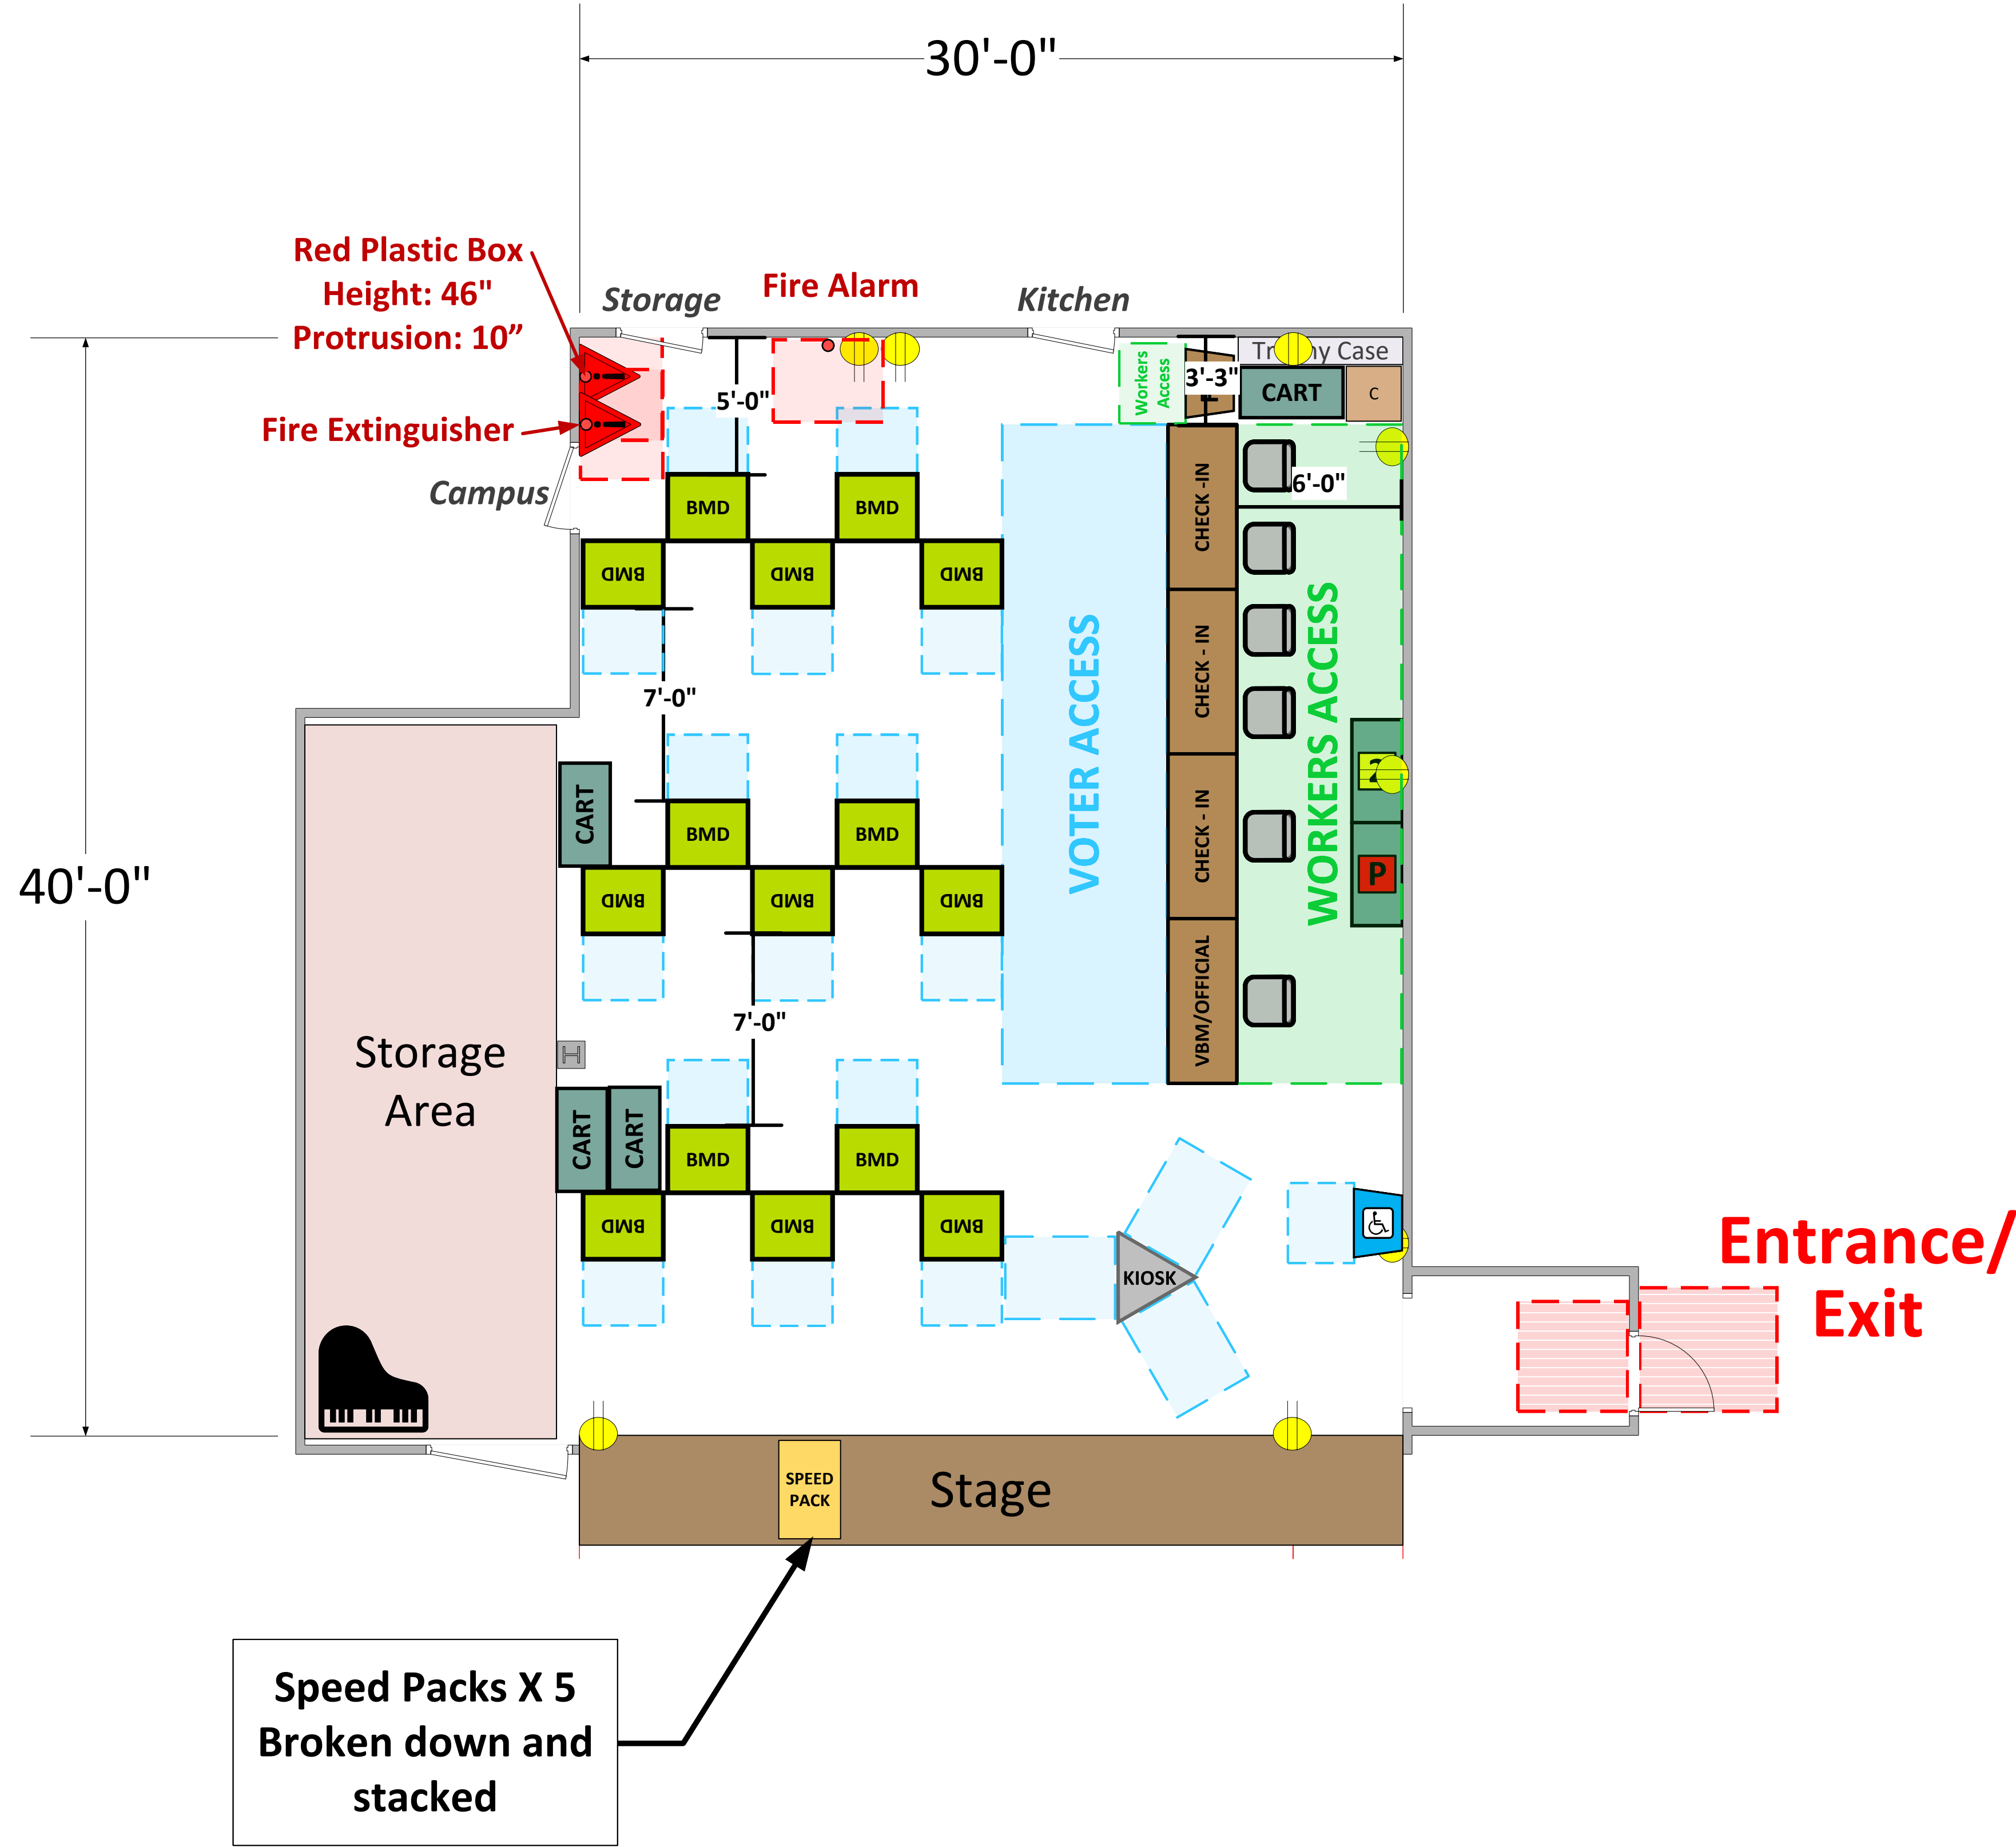 30'-0"
Red Plastic Box
Height: 46"
Protrusion: 10”
Storage
Fire Alarm
Kitchen
Fire Extinguisher
Campus
5'-0"
Workers
Access
3'-3"
Case
CART
C
BMD
BMD
BMD
BMD
BMD
CHECK -IN
6'-0"
7'-0"
CHECK - IN
VOTER ACCESS
WORKERS ACCESS
CART
BMD
BMD
CHECK - IN
2
P
40'-0"
BMD
BMD
BMD
7'-0"
VBM/OFFICIAL
Storage
Area
H
CART
CART
BMD
BMD
BMD
BMD
BMD
KIOSK
Entrance/
Exit
SPEED
PACK
Stage
Speed Packs X 5
Broken down and
stacked